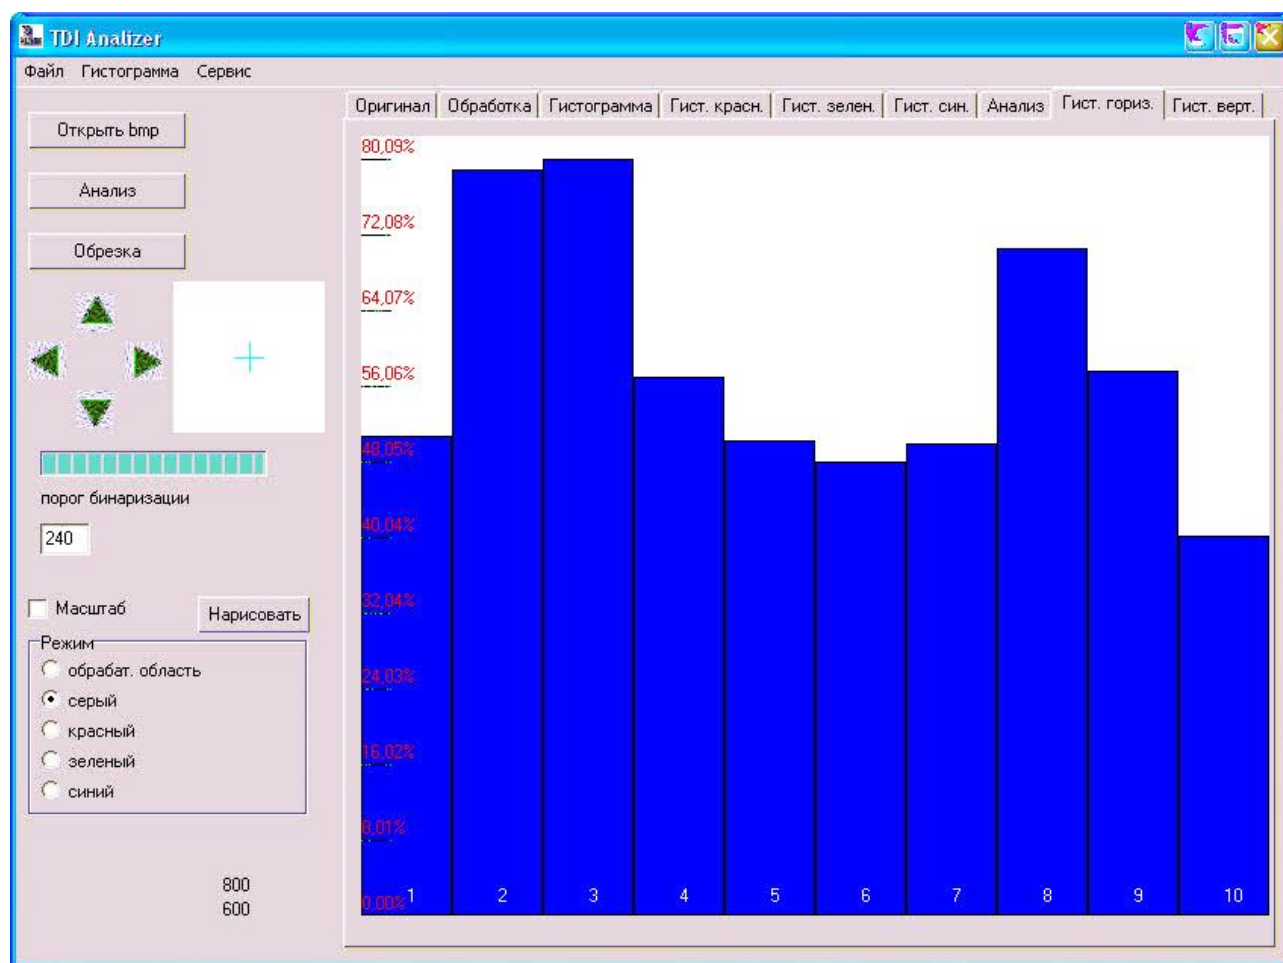 TDI Analizer
Файл Гистограмма Сервис
Оригинал Обработка Гистограмма Гист. красн. Гист. зелен. Гист. син. Анализ Гист. гориз. Гист. верт.
Открыть bmp
Анализ
Обрезка
порог бинаризации
240
Масштаб
Нарисовать
Режим
обрабат. область
серый
красный
зеленый
синий
800
600
80,09%
72,08%
64,07%
56,06%
48,05%
40,04%
32,04%
24,03%
16,02%
8,01%
0,00%
1 2 3 4 5 6 7 8 9 10